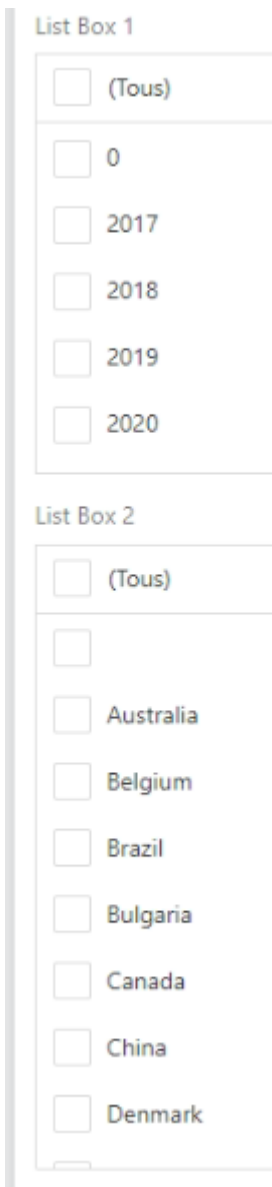 List Box 1
(Tous)
0
2017
2018
2019
2020
List Box 2
(Tous)
Australia
Belgium
Brazil
Bulgaria
Canada
China
Denmark